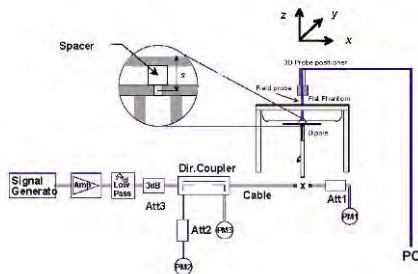 z
y
x
Spacer
s
3D Probe positioner
Field probe
Flat Phantom
Dipole
Signal
Generato
Amp
Low
Pass
3dB
Att3
Dir.Coupler
Cable
x
Att1
PM1
Att2
PM3
PM2
PC